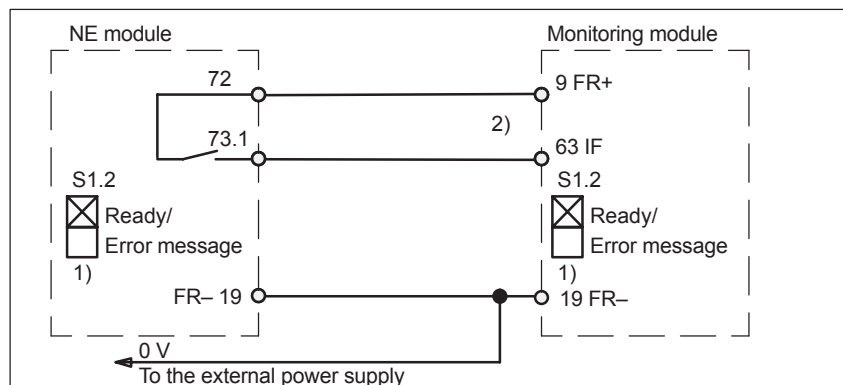 NE module
Monitoring module
72
9 FR+
2)
73.1
63 IF
S1.2
Ready/
Error message
1)
S1.2
Ready/
Error message
1)
FR– 19
19 FR–
0 V
To the external power supply